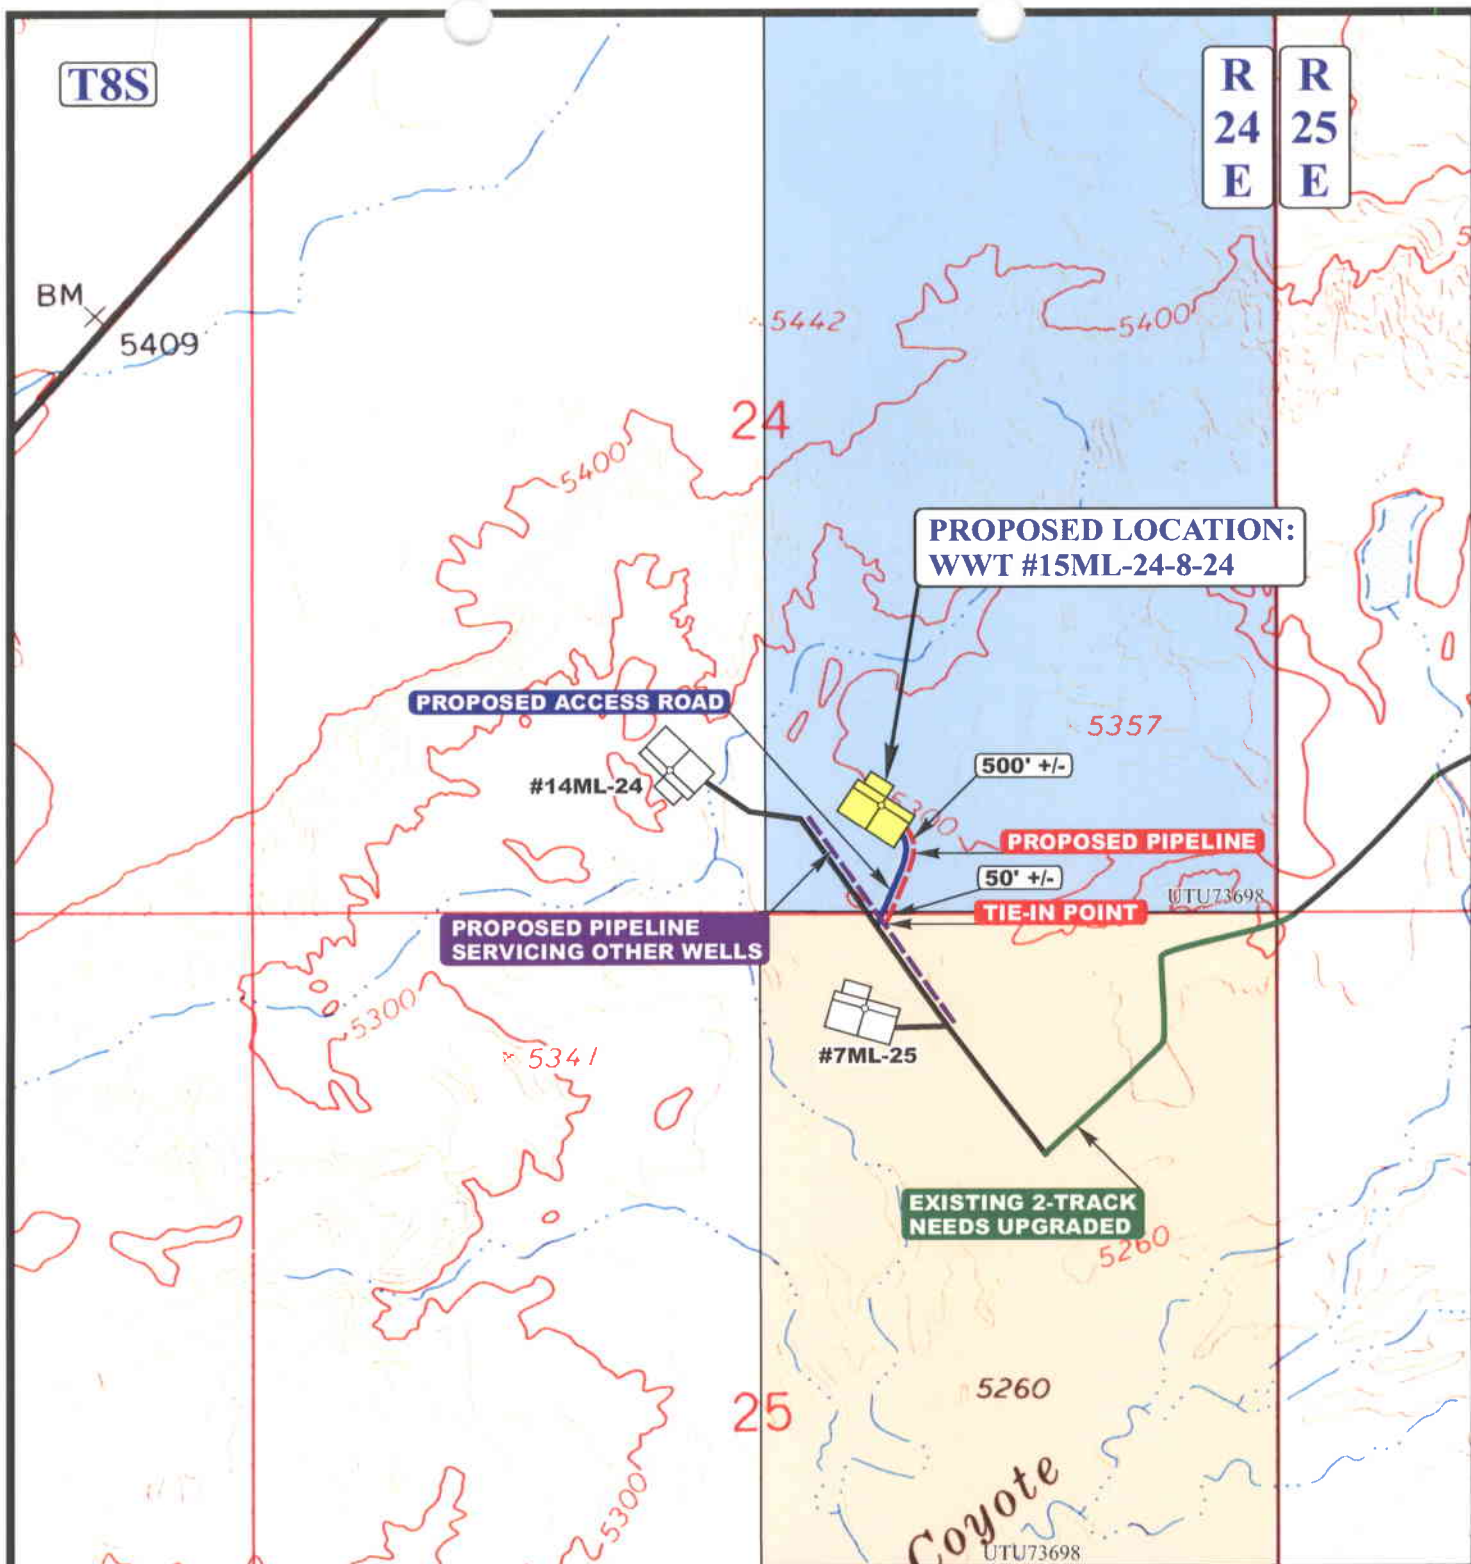 T8S
R
24
E
R
25
E
BM
5409
5442
5400
24
5400
PROPOSED LOCATION:
WWT #15ML-24-8-24
PROPOSED ACCESS ROAD
5357
#14ML-24
500' +/-
5300
PROPOSED PIPELINE
50' +/-
UTU73698
TIE-IN POINT
PROPOSED PIPELINE
SERVICING OTHER WELLS
5300
5341
#7ML-25
EXISTING 2-TRACK
NEEDS UPGRADED
5260
5260
25
5300
Coyote
UTU73698